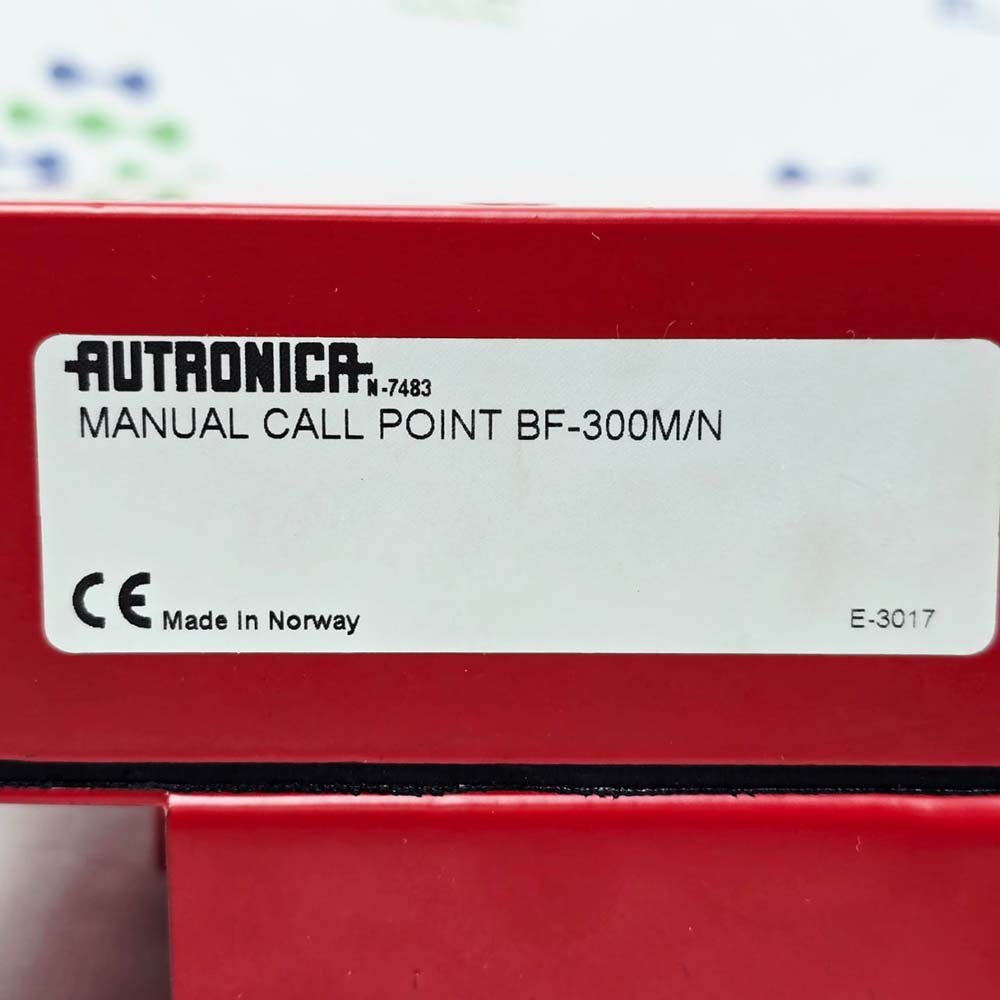 AUTRONICA N-7483
MANUAL CALL POINT BF-300M/N
CE Made In Norway
E-3017